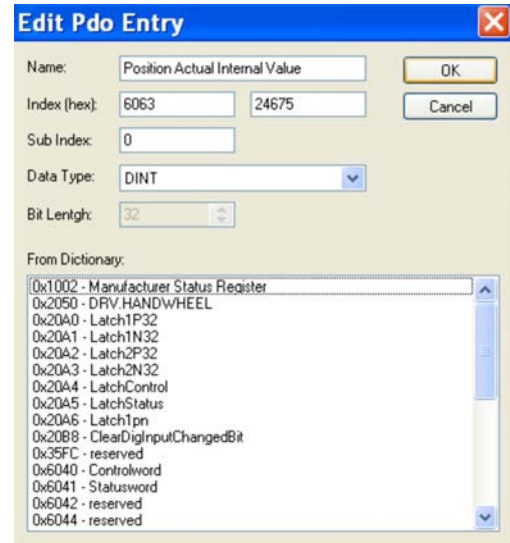 Edit Pdo Entry
Name: Position Actual Internal Value OK
Index (hex): 6063 24675 Cancel
Sub Index: 0
Data Type: DINT
Bit Lentgh: 32
From Dictionary:
0x1002 - Manufacturer Status Register
0x2050 - DRV.HANDWHEEL
0x20A0 - Latch1P32
0x20A1 - Latch1N32
0x20A2 - Latch2P32
0x20A3 - Latch2N32
0x20A4 - LatchControl
0x20A5 - LatchStatus
0x20A6 - Latch1pn
0x20B8 - ClearDigInputChangedBit
0x35FC - reserved
0x6040 - Controlword
0x6041 - Statusword
0x6042 - reserved
0x6044 - reserved